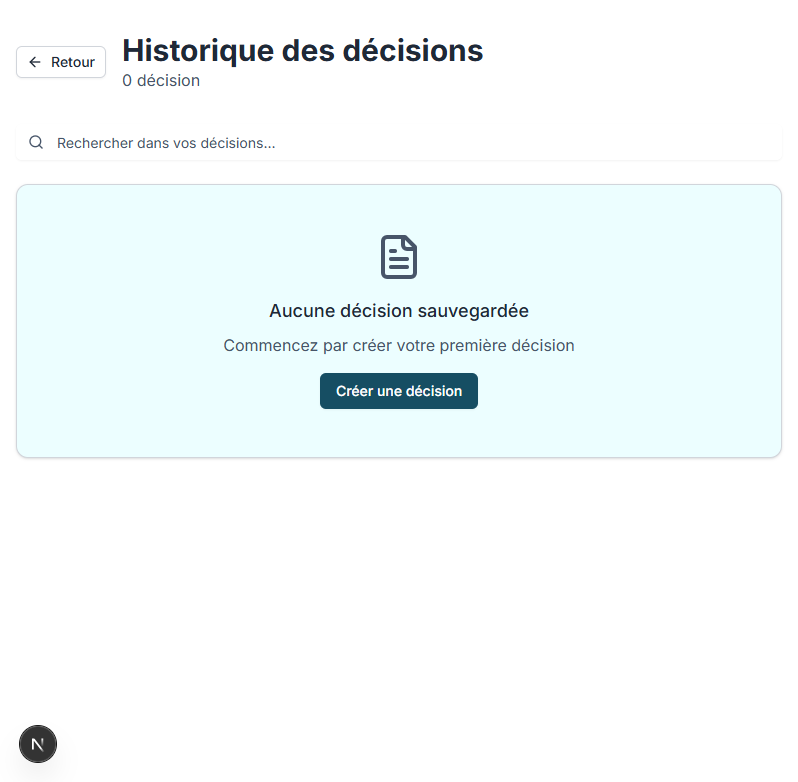 Retour
Historique des décisions
0 décision
Rechercher dans vos décisions...
Aucune décision sauvegardée
Commencez par créer votre première décision
Créer une décision
N